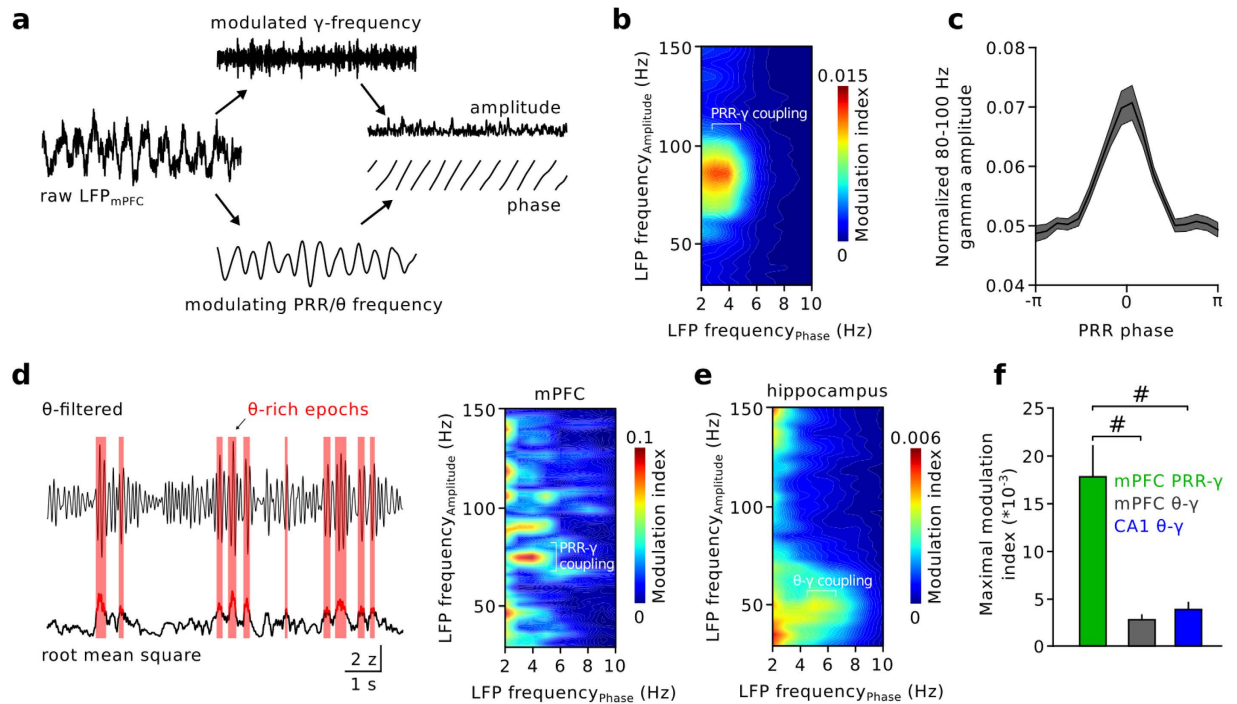 a
modulated γ-frequency
raw LFPmPFC
amplitude
phase
modulating PRR/θ frequency
b
LFP frequencyAmplitude (Hz)
150
100
50
PRR-γ coupling
2 4 6 8 10
LFP frequencyPhase (Hz)
0.015
Modulation index
0
c
Normalized 80-100 Hz
gamma amplitude
0.08
0.07
0.06
0.05
0.04
-π 0 π
PRR phase
d
θ-filtered
θ-rich epochs
root mean square
2 z
1 s
mPFC
LFP frequencyAmplitude (Hz)
150
100
50
PRR-γ
coupling
2 4 6 8 10
LFP frequencyPhase (Hz)
0.1
Modulation index
0
e
hippocampus
LFP frequencyAmplitude (Hz)
150
100
50
θ-γ coupling
2 4 6 8 10
LFP frequencyPhase (Hz)
0.006
Modulation index
0
f
Maximal modulation
index (*10-3)
25
20
15
10
5
0
#
#
mPFC PRR-γ
mPFC θ-γ
CA1 θ-γ